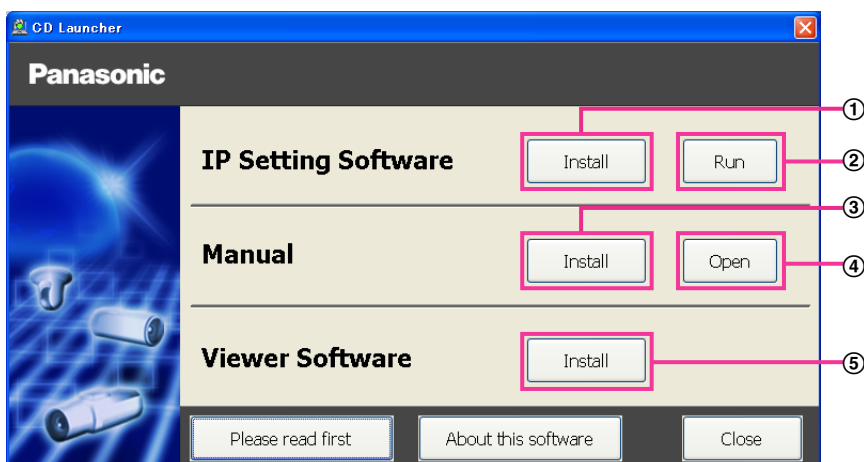 CD Launcher
Panasonic
①
IP Setting Software Install Run ②
③
Manual Install Open ④
Viewer Software Install ⑤
Please read first About this software Close